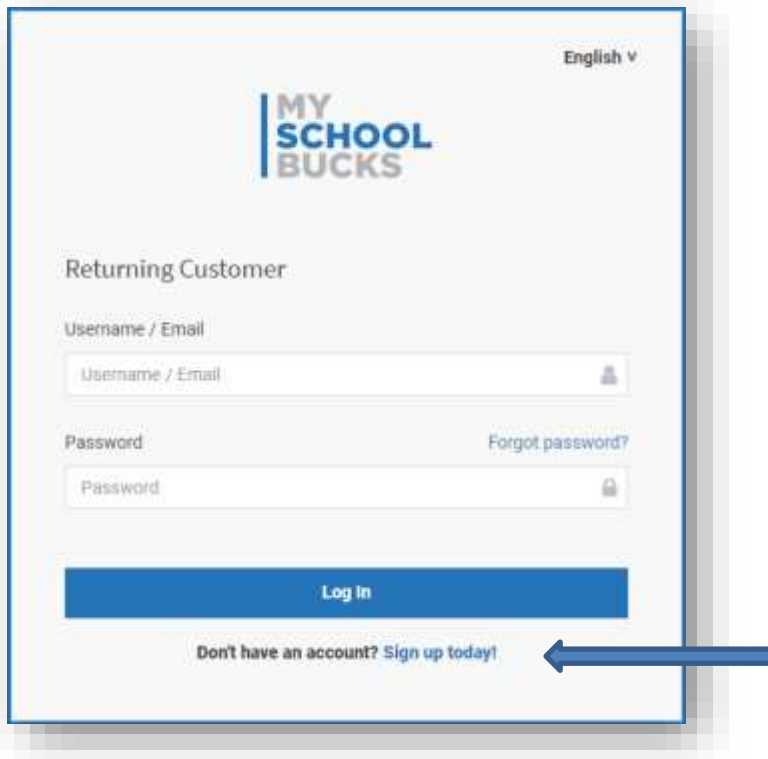 English ∨
MY
SCHOOL
BUCKS
Returning Customer
Username / Email
Username / Email
Password Forgot password?
Password
Log In
Don't have an account? Sign up today!